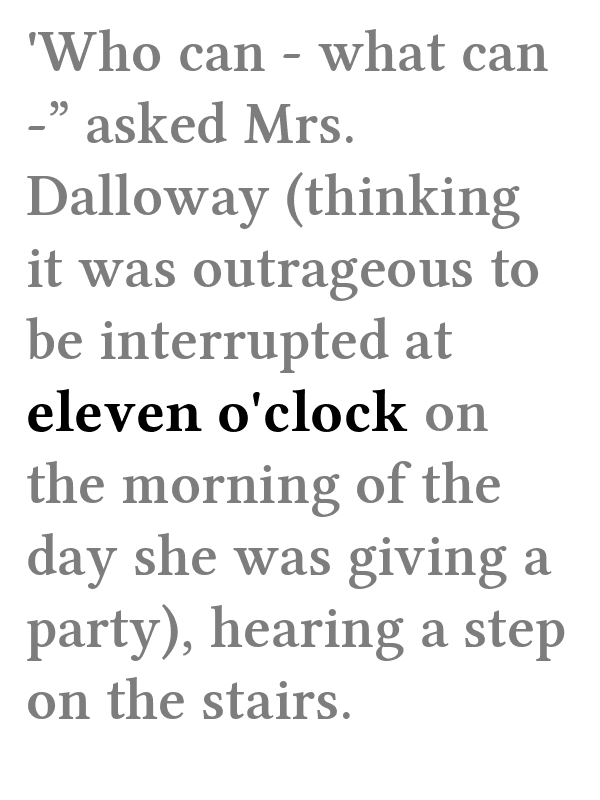 'Who can - what can
-” asked Mrs.
Dalloway (thinking
it was outrageous to
be interrupted at
eleven o'clock on
the morning of the
day she was giving a
party), hearing a step
on the stairs.